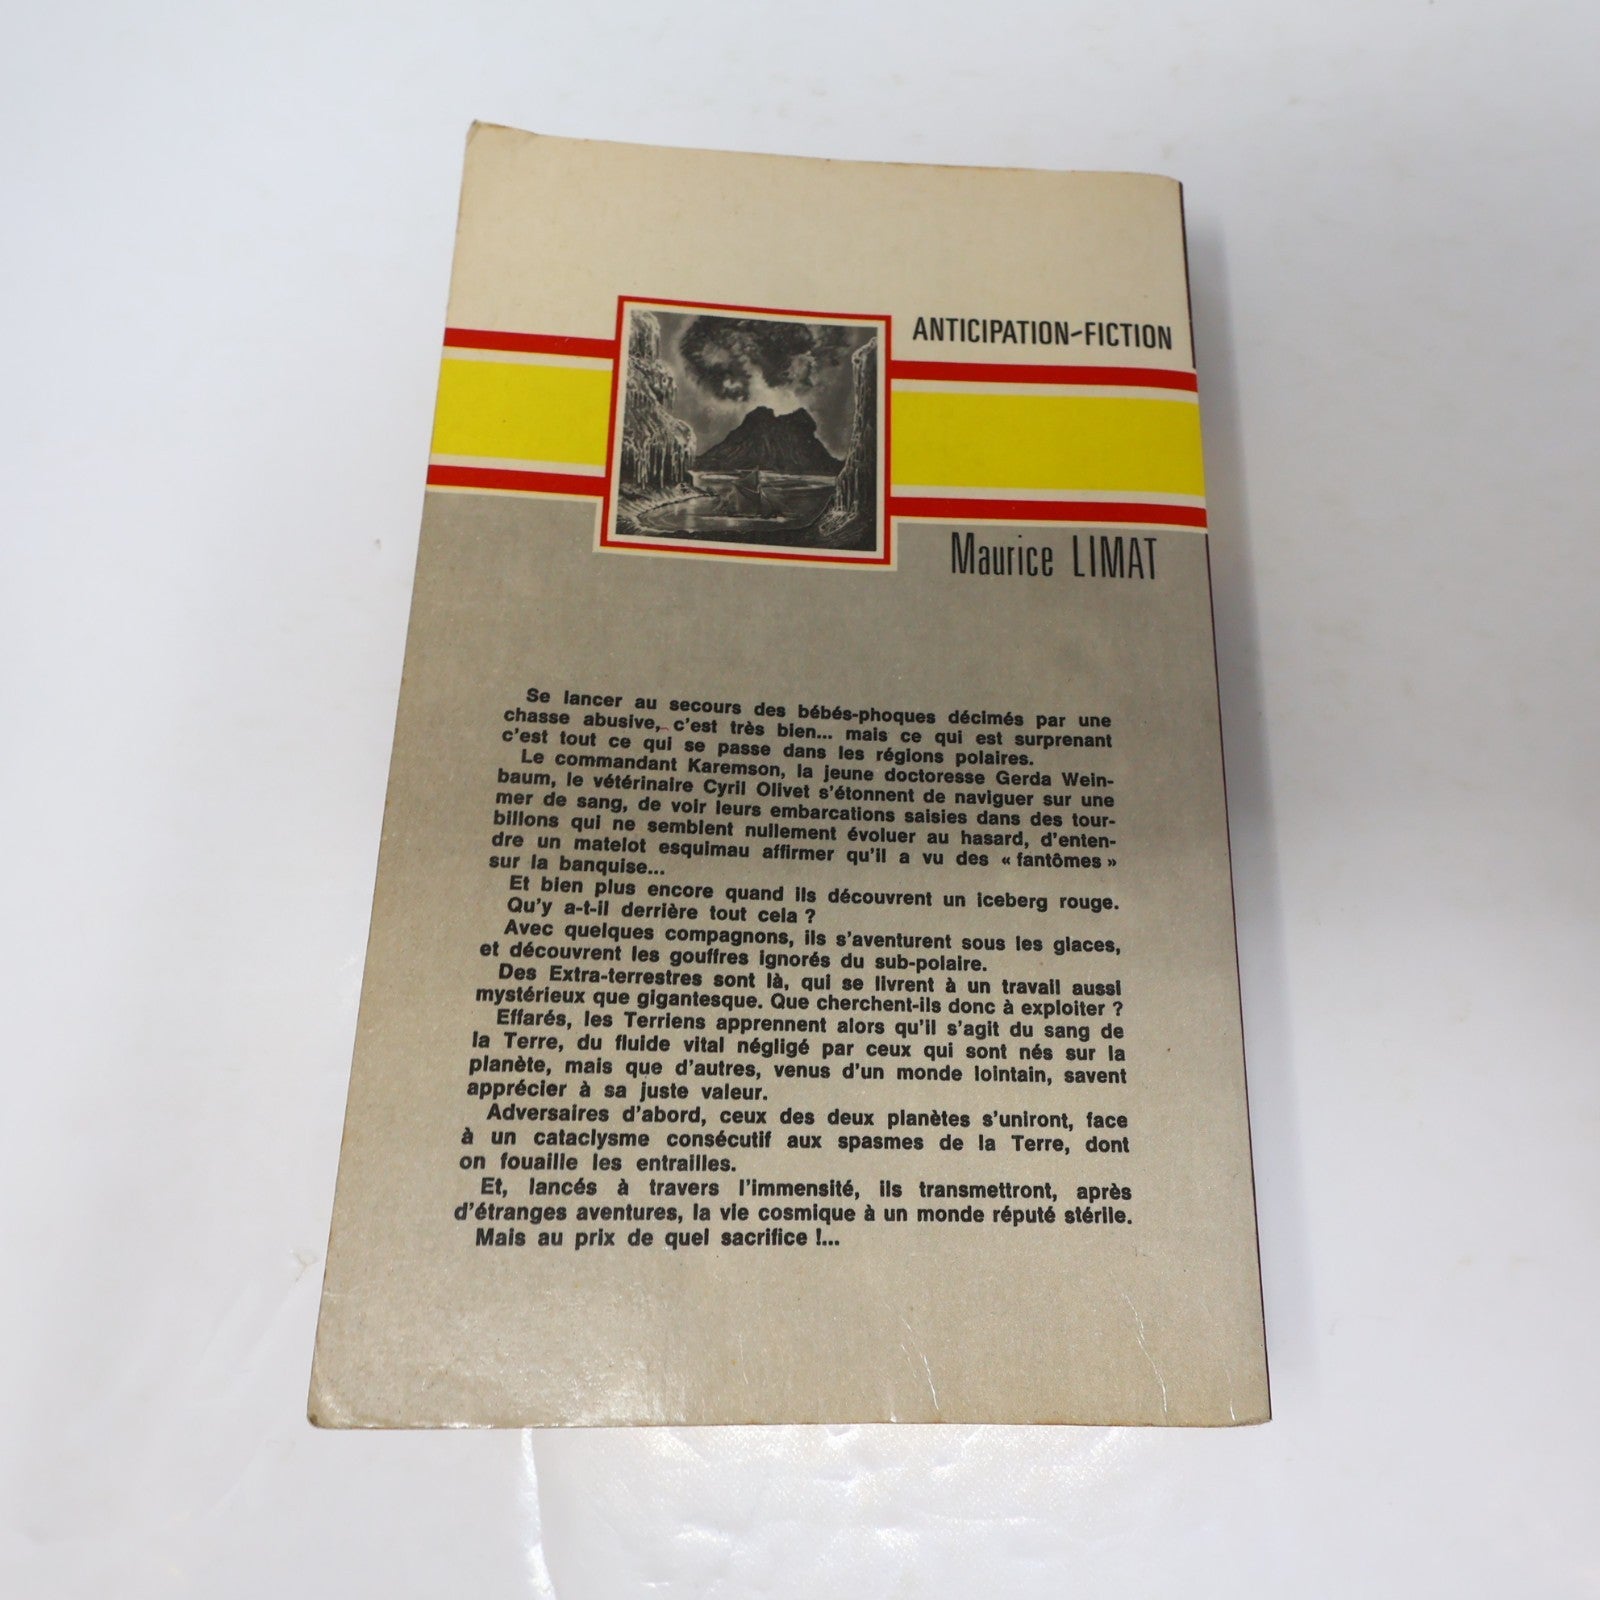 ANTICIPATION-FICTION
Maurice LIMAT
Se lancer au secours des bébés-phoques décimés par une
chasse abusive, c'est très bien... mais ce qui est surprenant
c'est tout ce qui se passe dans les régions polaires.
Le commandant Karemson, la jeune doctoresse Gerda Wein-
baum, le vétérinaire Cyril Olivet s'étonnent de naviguer sur une
mer de sang, de voir leurs embarcations saisies dans des tour-
billons qui ne semblent nullement évoluer au hasard, d'enten-
dre un matelot esquimau affirmer qu'il a vu des « fantômes »
sur la banquise...
Et bien plus encore quand ils découvrent un iceberg rouge.
Qu'y a-t-il derrière tout cela ?
Avec quelques compagnons, ils s'aventurent sous les glaces,
et découvrent les gouffres ignorés du sub-polaire.
Des Extra-terrestres sont là, qui se livrent à un travail aussi
mystérieux que gigantesque. Que cherchent-ils donc à exploiter ?
Effarés, les Terriens apprennent alors qu'il s'agit du sang de
la Terre, du fluide vital négligé par ceux qui sont nés sur la
planète, mais que d'autres, venus d'un monde lointain, savent
apprécier à sa juste valeur.
Adversaires d'abord, ceux des deux planètes s'uniront, face
à un cataclysme consécutif aux spasmes de la Terre, dont
on fouaille les entrailles.
Et, lancés à travers l'immensité, ils transmettront, après
d'étranges aventures, la vie cosmique à un monde réputé stérile.
Mais au prix de quel sacrifice !...